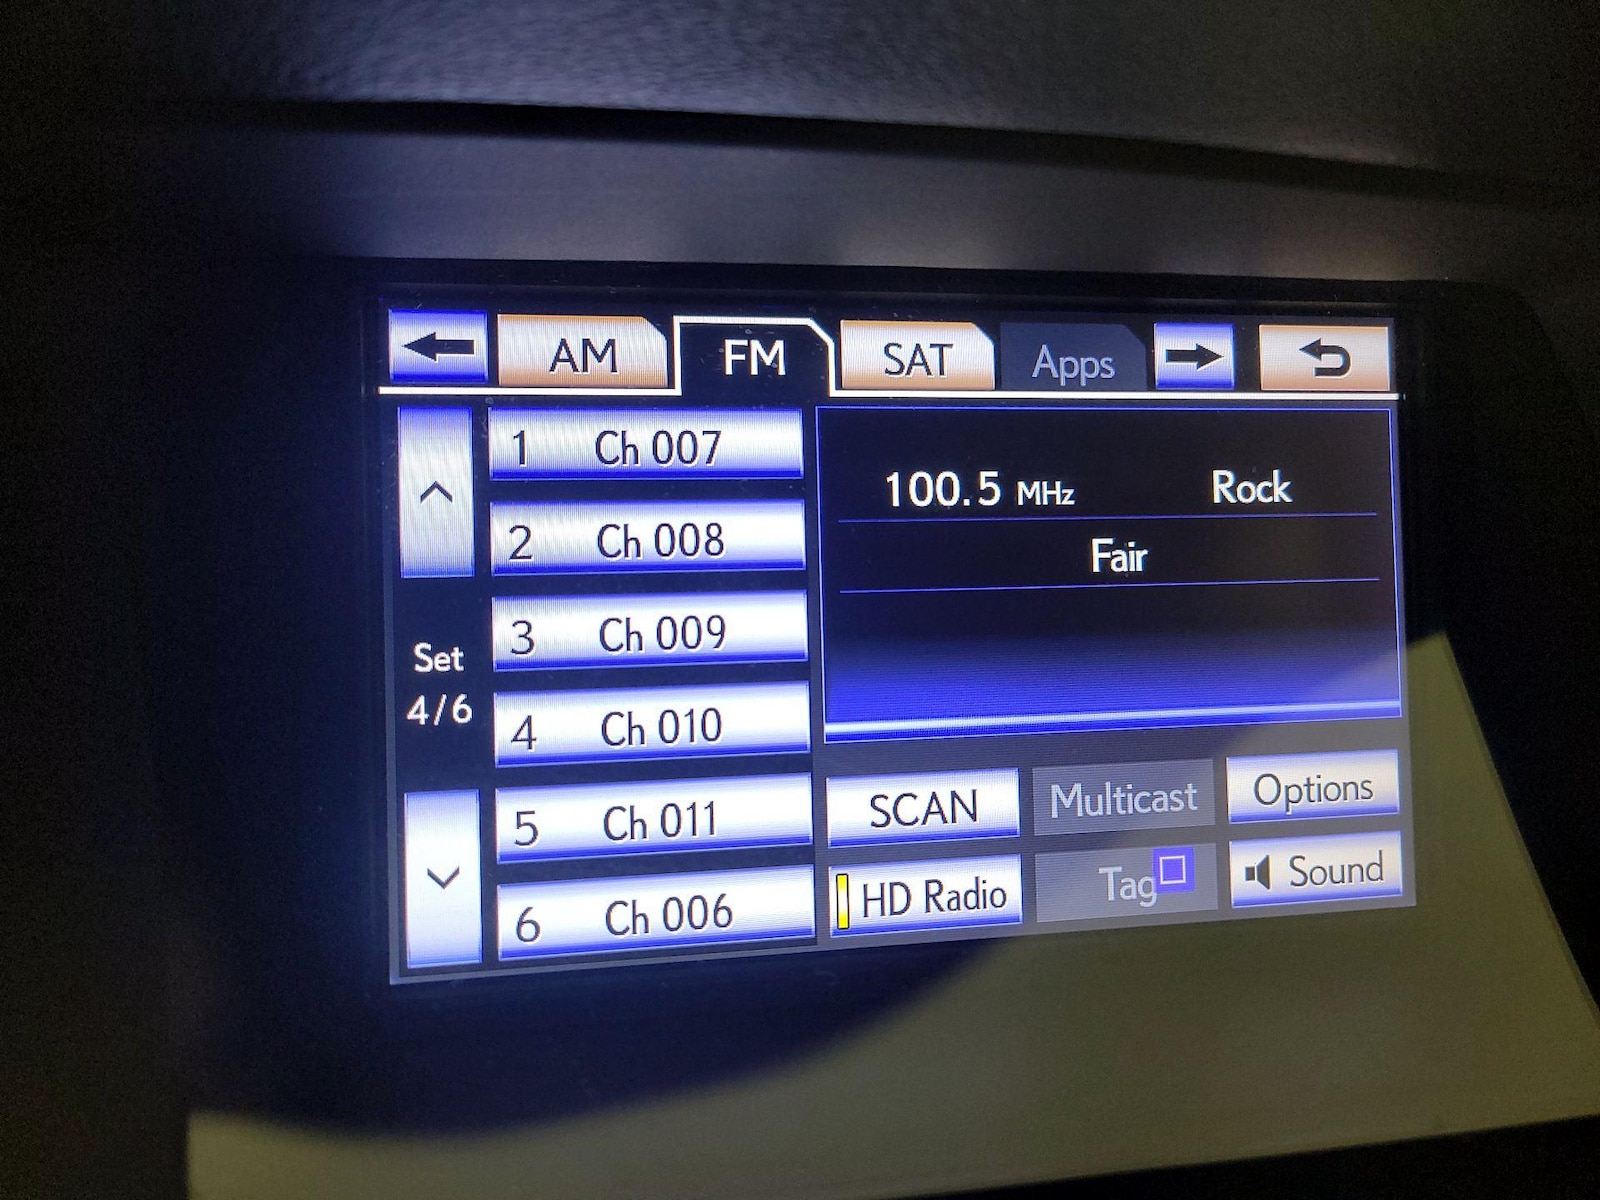 AM FM SAT Apps
1 Ch 007
2 Ch 008
3 Ch 009
4 Ch 010
5 Ch 011
6 Ch 006
Set
4/6
100.5 MHz Rock
Fair
SCAN Multicast Options
HD Radio Tag Sound